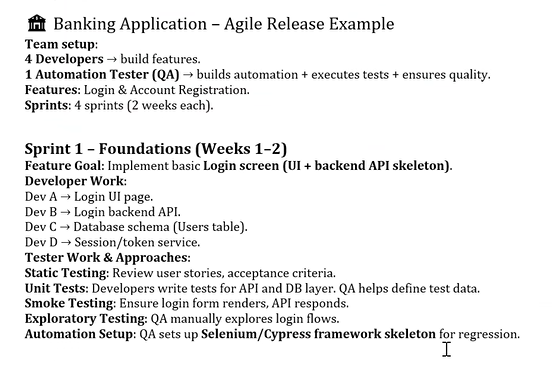 🏦 Banking Application – Agile Release Example
Team setup:
4 Developers → build features.
1 Automation Tester (QA) → builds automation + executes tests + ensures quality.
Features: Login & Account Registration.
Sprints: 4 sprints (2 weeks each).
Sprint 1 – Foundations (Weeks 1–2)
Feature Goal: Implement basic Login screen (UI + backend API skeleton).
Developer Work:
Dev A → Login UI page.
Dev B → Login backend API.
Dev C → Database schema (Users table).
Dev D → Session/token service.
Tester Work & Approaches:
Static Testing: Review user stories, acceptance criteria.
Unit Tests: Developers write tests for API and DB layer. QA helps define test data.
Smoke Testing: Ensure login form renders, API responds.
Exploratory Testing: QA manually explores login flows.
Automation Setup: QA sets up Selenium/Cypress framework skeleton for regression.